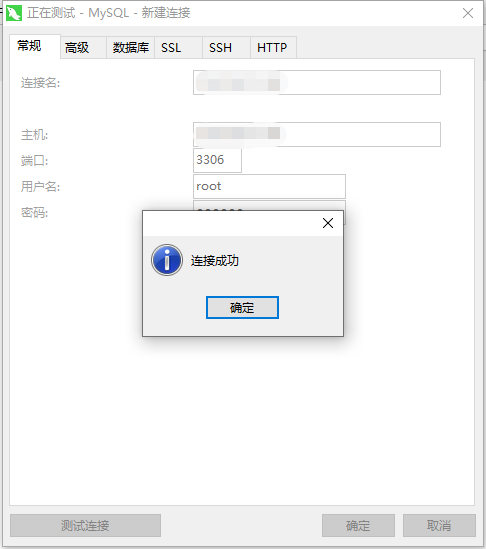 正在测试 - MySQL - 新建连接
常规 高级 数据库 SSL SSH HTTP
连接名:
主机:
端口: 3306
用户名: root
密码:
连接成功
确定
测试连接 确定 取消